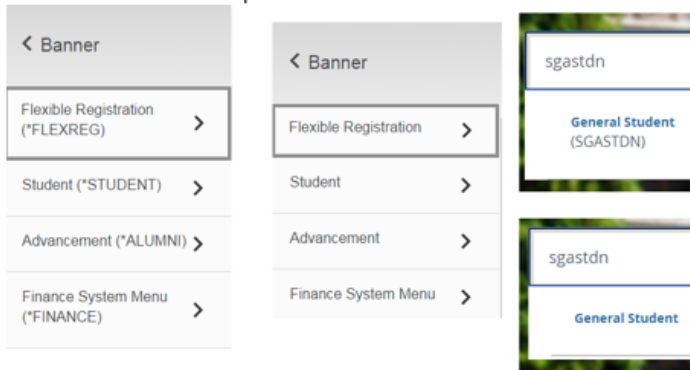 Banner
Flexible Registration
(*FLEXREG)
Student (*STUDENT)
Advancement (*ALUMNI)
Finance System Menu
(*FINANCE)
Banner
Flexible Registration
Student
Advancement
Finance System Menu
sgastdn
General Student
(SGASTDN)
sgastdn
General Student